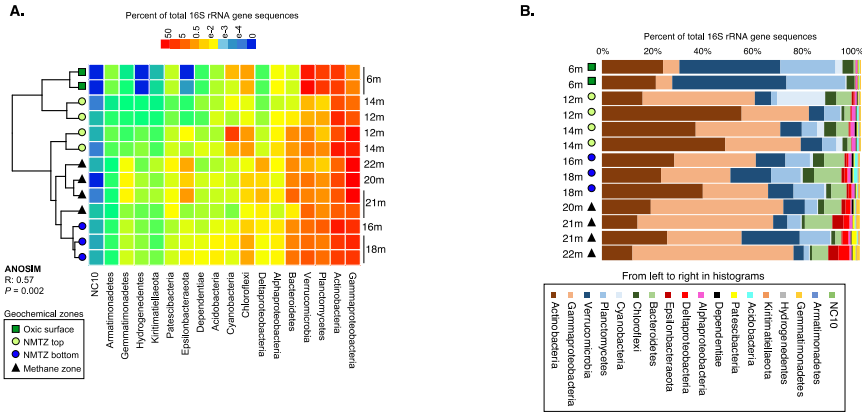 A.
Percent of total 16S rRNA gene sequences
50
5
0.5
e-2
e-3
e-4
0
6m
14m
12m
12m
14m
22m
20m
21m
16m
18m
ANOSIM
R: 0.57
P = 0.002
NC10
Armatimonadetes
Gemmatimonadetes
Hydrogenedentes
Kiritimatiellaeota
Patescibacteria
Epsilonbacteraeota
Dependentiae
Acidobacteria
Cyanobacteria
Chloroflexi
Deltaproteobacteria
Alphaproteobacteria
Bacteroidetes
Verrucomicrobia
Planctomycetes
Actinobacteria
Gammaproteobacteria
Geochemical zones
Oxic surface
NMTZ top
NMTZ bottom
Methane zone
B.
Percent of total 16S rRNA gene sequences
0% 20% 40% 60% 80% 100%
6m
6m
12m
12m
14m
14m
16m
18m
18m
20m
21m
21m
22m
From left to right in histograms
Actinobacteria
Gammaproteobacteria
Verrucomicrobia
Planctomycetes
Cyanobacteria
Chloroflexi
Bacteroidetes
Epsilonbacteraeota
Deltaproteobacteria
Alphaproteobacteria
Dependentiae
Patescibacteria
Acidobacteria
Kiritimatiellaeota
Hydrogenedentes
Gemmatimonadetes
Armatimonadetes
NC10